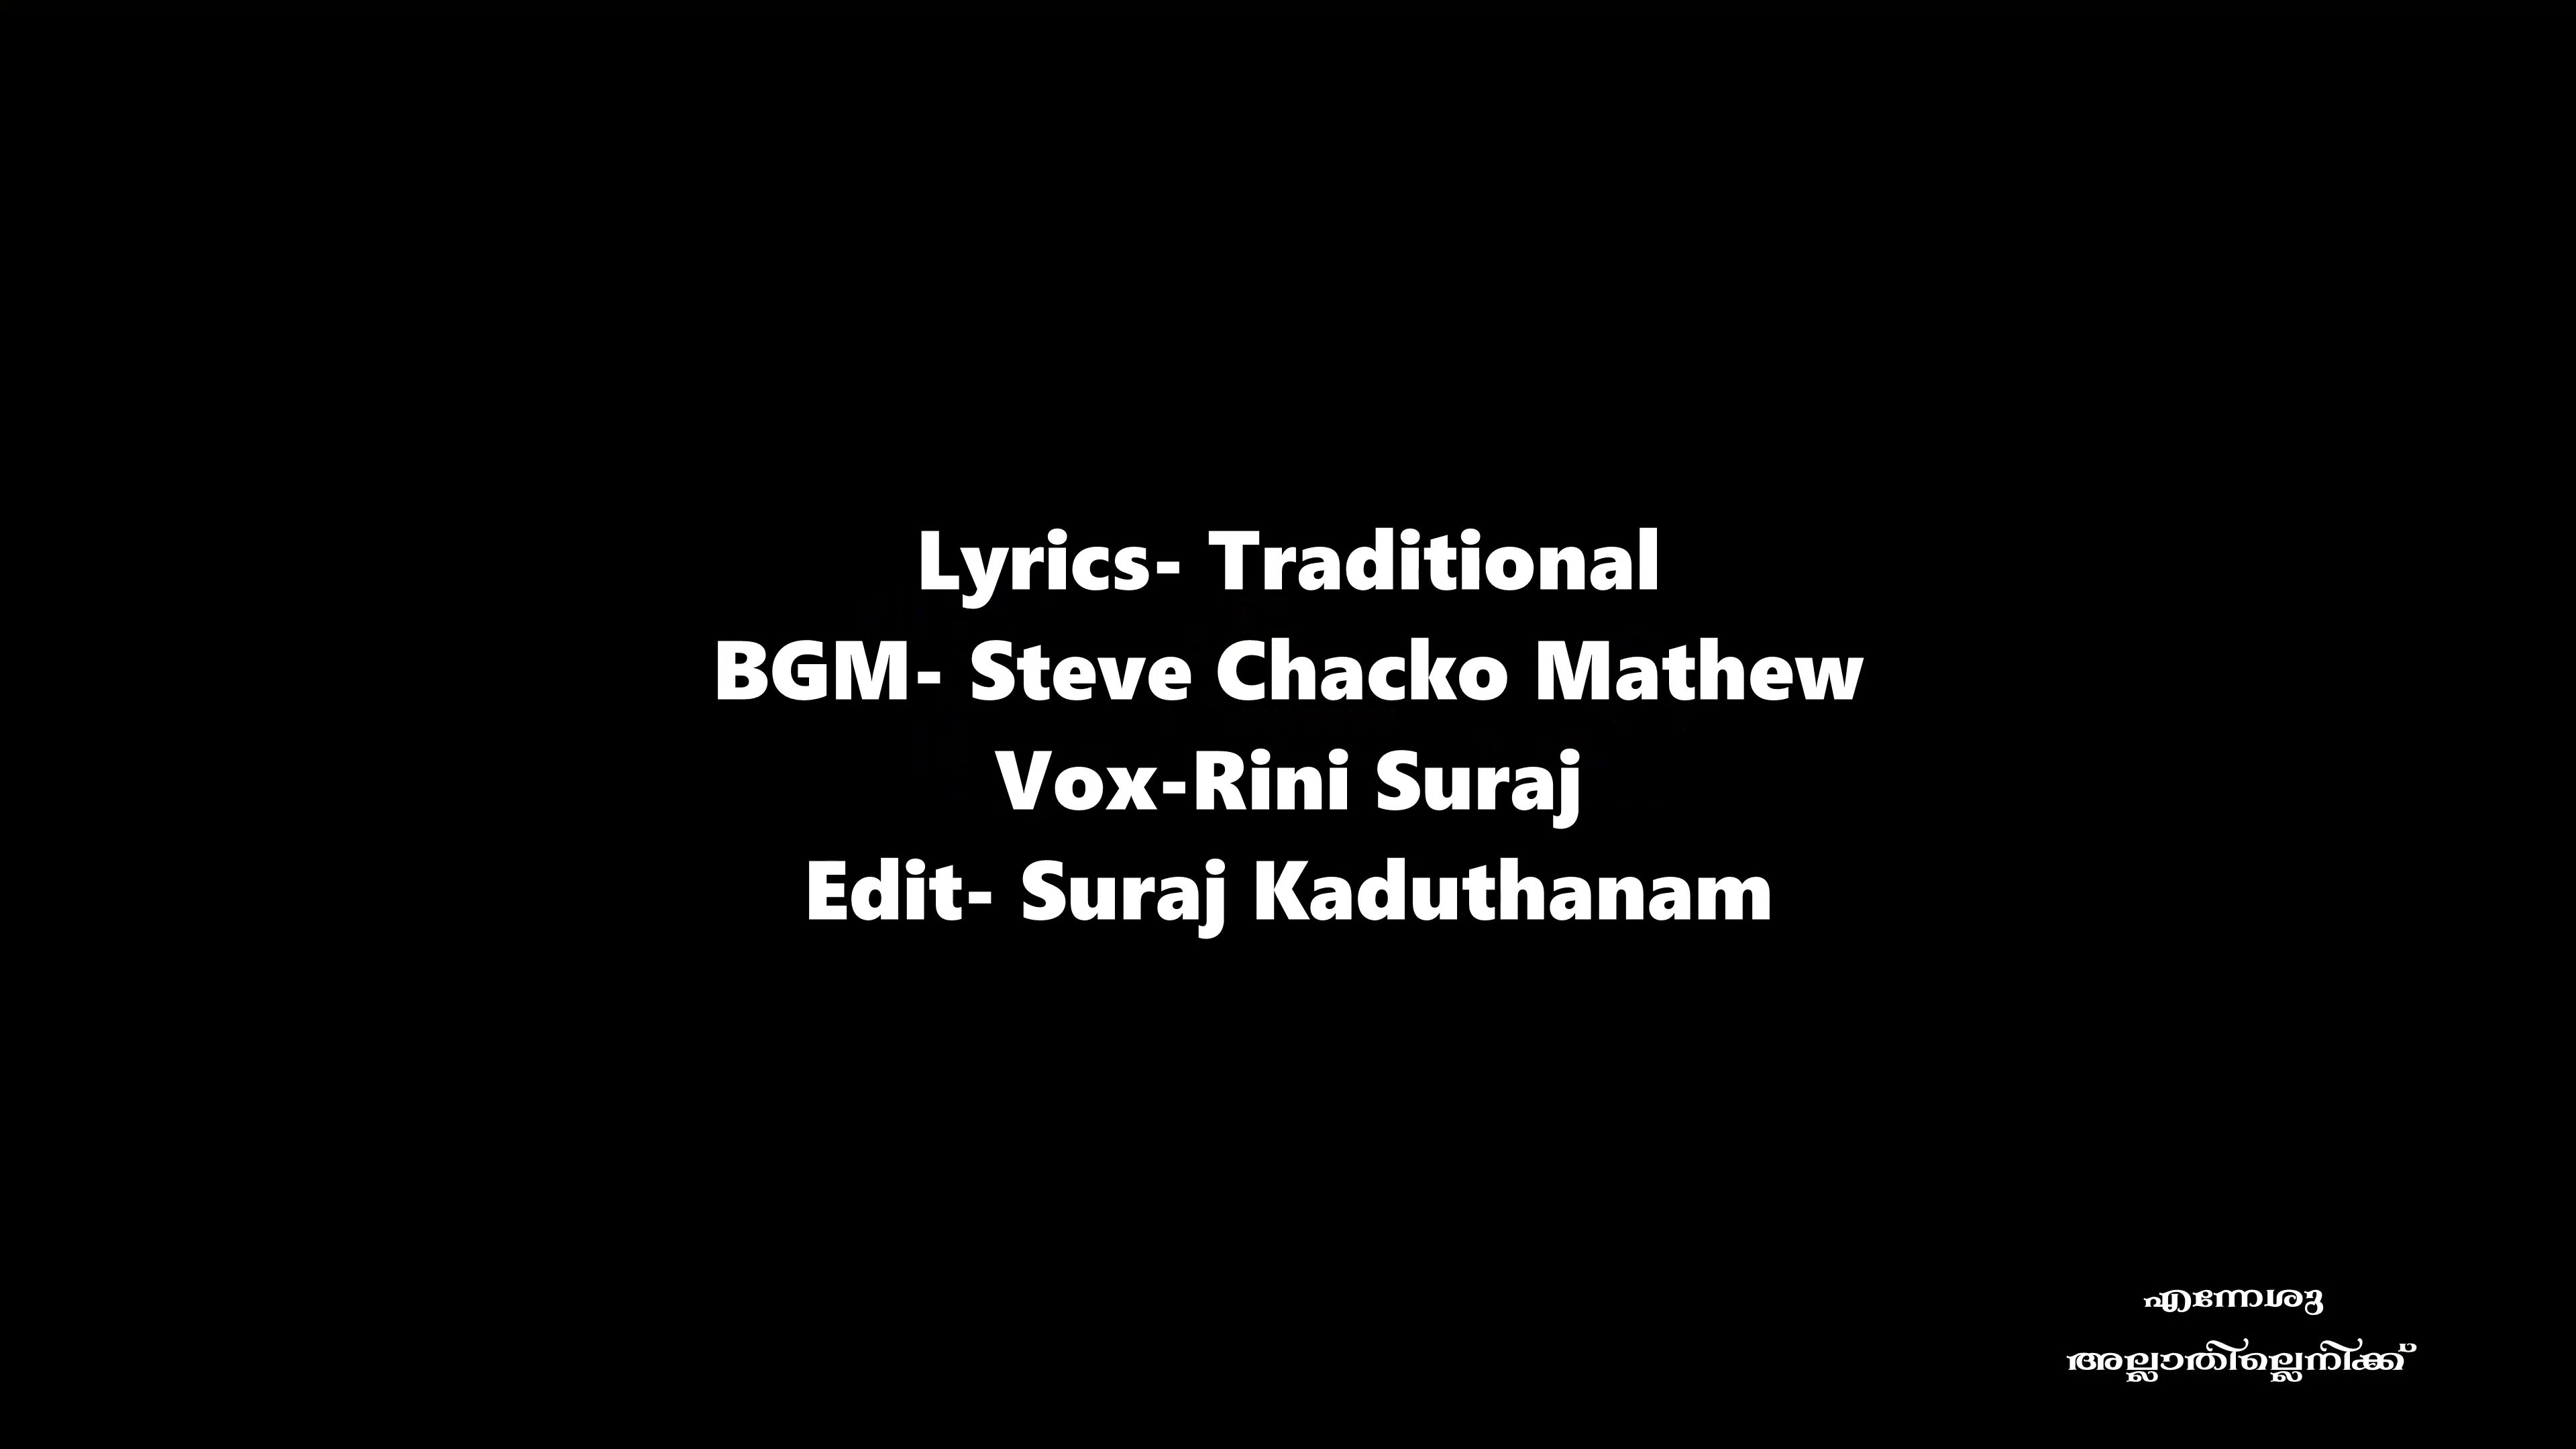 Lyrics- Traditional
BGM- Steve Chacko Mathew
Vox-Rini Suraj
Edit- Suraj Kaduthanam
എന്നേശു
അല്ലാതില്ലെനിക്ക്